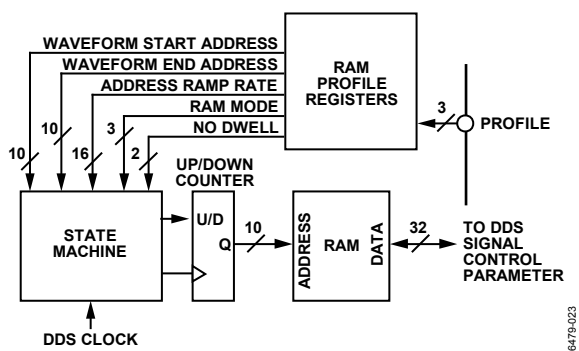 WAVEFORM START ADDRESS
WAVEFORM END ADDRESS
ADDRESS RAMP RATE
RAM MODE
NO DWELL
RAM
PROFILE
REGISTERS
3
PROFILE
10
10
16
3
2
UP/DOWN
COUNTER
STATE
MACHINE
U/D
Q
10
ADDRESS
RAM
DATA
32
TO DDS
SIGNAL
CONTROL
PARAMETER
DDS CLOCK
6479-023